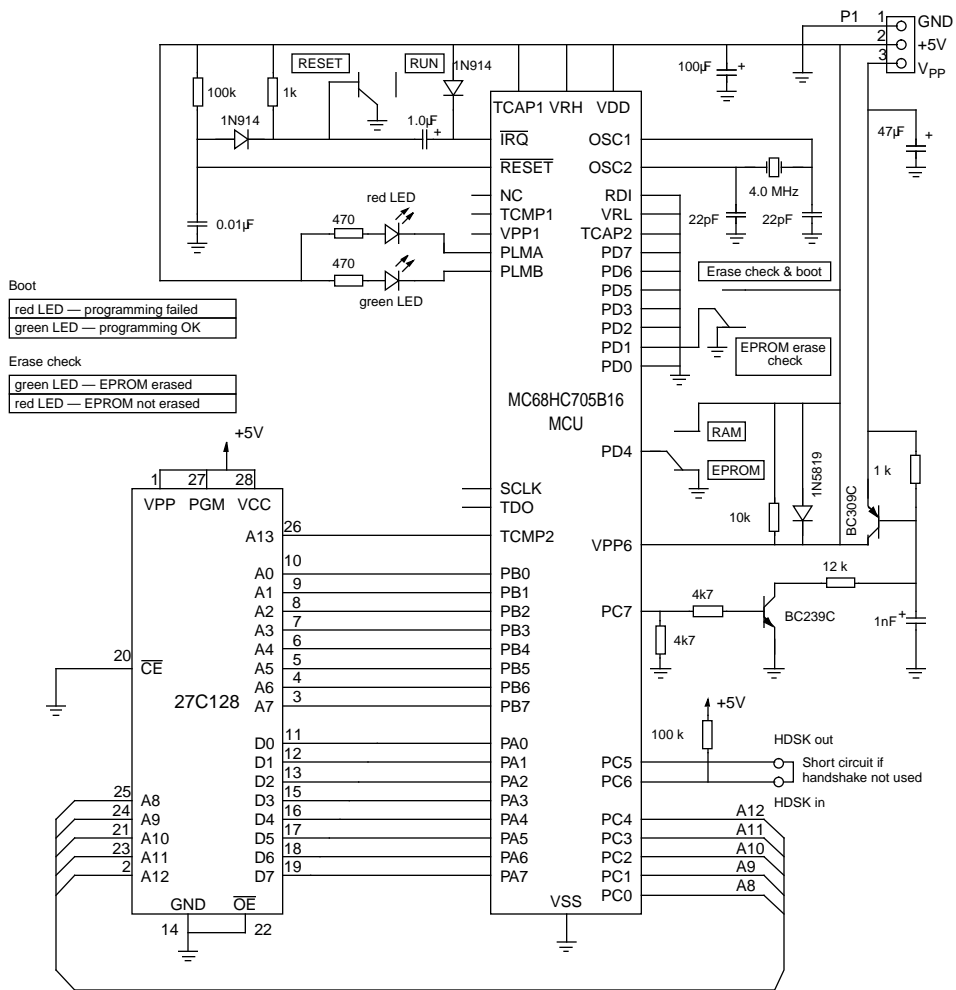 P1 1 GND
2 +5V
3 VPP
RESET RUN 1N914
100µF +
100k 1k
TCAP1 VRH VDD
1N914 1.0µF +
IRQ OSC1
47µF +
RESET OSC2
4.0 MHz
NC RDI
red LED
TCMP1 VRL
22pF 22pF
0.01µF
VPP1 TCAP2
470
PLMA PD7
470
PLMB PD6
Erase check & boot
green LED
PD5
Boot
red LED — programming failed
green LED — programming OK
PD3
PD2
PD1
EPROM erase
check
PD0
Erase check
green LED — EPROM erased
red LED — EPROM not erased
MC68HC705B16
MCU
+5V
RAM
PD4
EPROM
1N5819
1 k
BC309C
1 27 28
VPP PGM VCC
SCLK
TDO
10k
A13 26 TCMP2
VPP6
A0 10 PB0
12 k
A1 9 PB1
A2 8 PB2
PC7
4k7
BC239C
1nF +
A3 7 PB3
4k7
A4 6 PB4
20 CE
A5 5 PB5
A6 4 PB6
27C128
A7 3 PB7
+5V
100 k
D0 11 PA0
HDSK out
D1 12 PA1 PC5
Short circuit if
handshake not used
D2 13 PA2 PC6
HDSK in
25 A8 D3 15 PA3
24 A9 D4 16 PA4 PC4 A12
21 A10 D5 17 PA5 PC3 A11
23 A11 D6 18 PA6 PC2 A10
2 A12 D7 19 PA7 PC1 A9
PC0 A8
GND OE
VSS
14 22